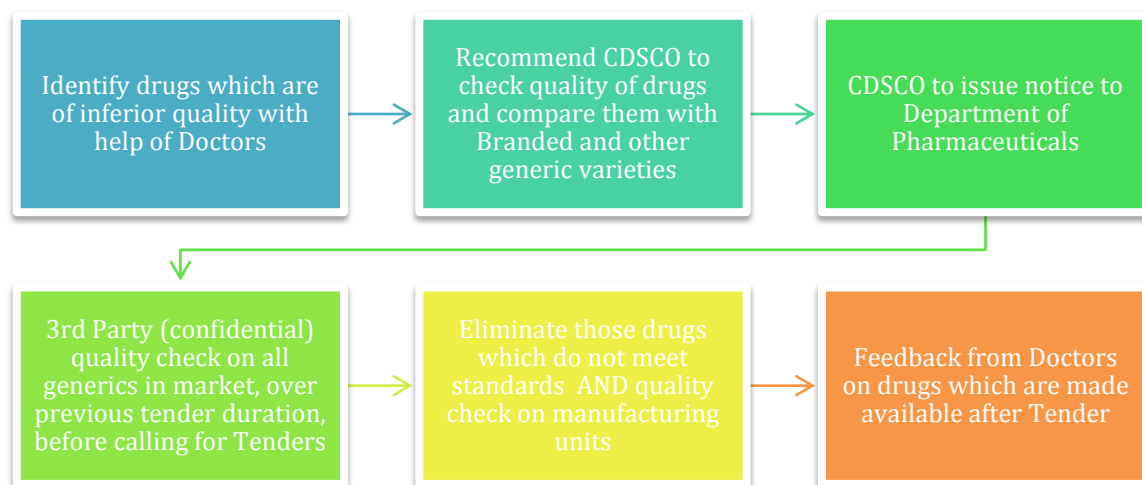 Identify drugs which are
of inferior quality with
help of Doctors
Recommend CDSCO to
check quality of drugs
and compare them with
Branded and other
generic varieties
CDSCO to issue notice to
Department of
Pharmaceuticals
3rd Party (confidential)
quality check on all
generics in market, over
previous tender duration,
before calling for Tenders
Eliminate those drugs
which do not meet
standards AND quality
check on manufacturing
units
Feedback from Doctors
on drugs which are made
available after Tender